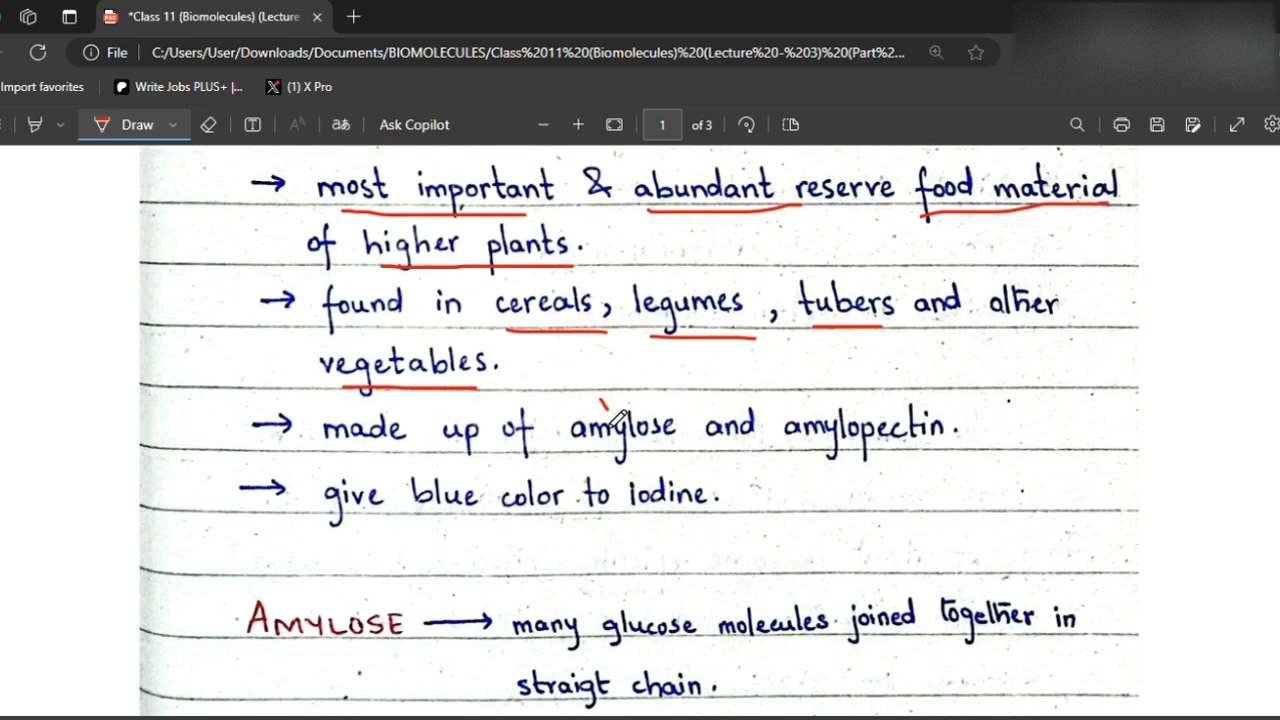 *Class 11 (Biomolecules) (Lecture
File C:/Users/User/Downloads/Documents/BIOMOLECULES/Class%2011%20(Biomolecules)%20(Lecture%20-%203)%20(Part%2...
Import favorites Write Jobs PLUS+ |... (1) X Pro
Draw aあ Ask Copilot 1 of 3
→ most important & abundant reserve food material
of higher plants.
→ found in cereals, legumes, tubers and other
vegetables.
→ made up of amylose and amylopectin.
→ give blue color to iodine.
AMYLOSE → many glucose molecules joined together in
straigt chain.